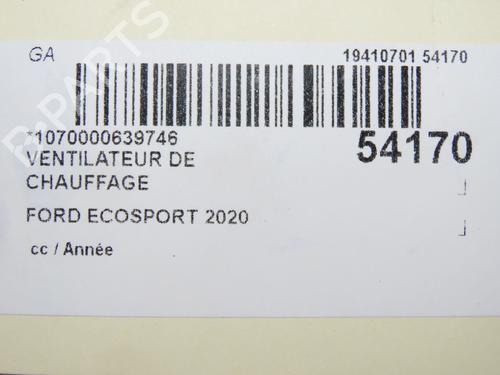 GA
19410701 54170
*1070000639746
54170
VENTILATEUR DE
CHAUFFAGE
FORD ECOSPORT 2020
cc / Année
B-PARTS